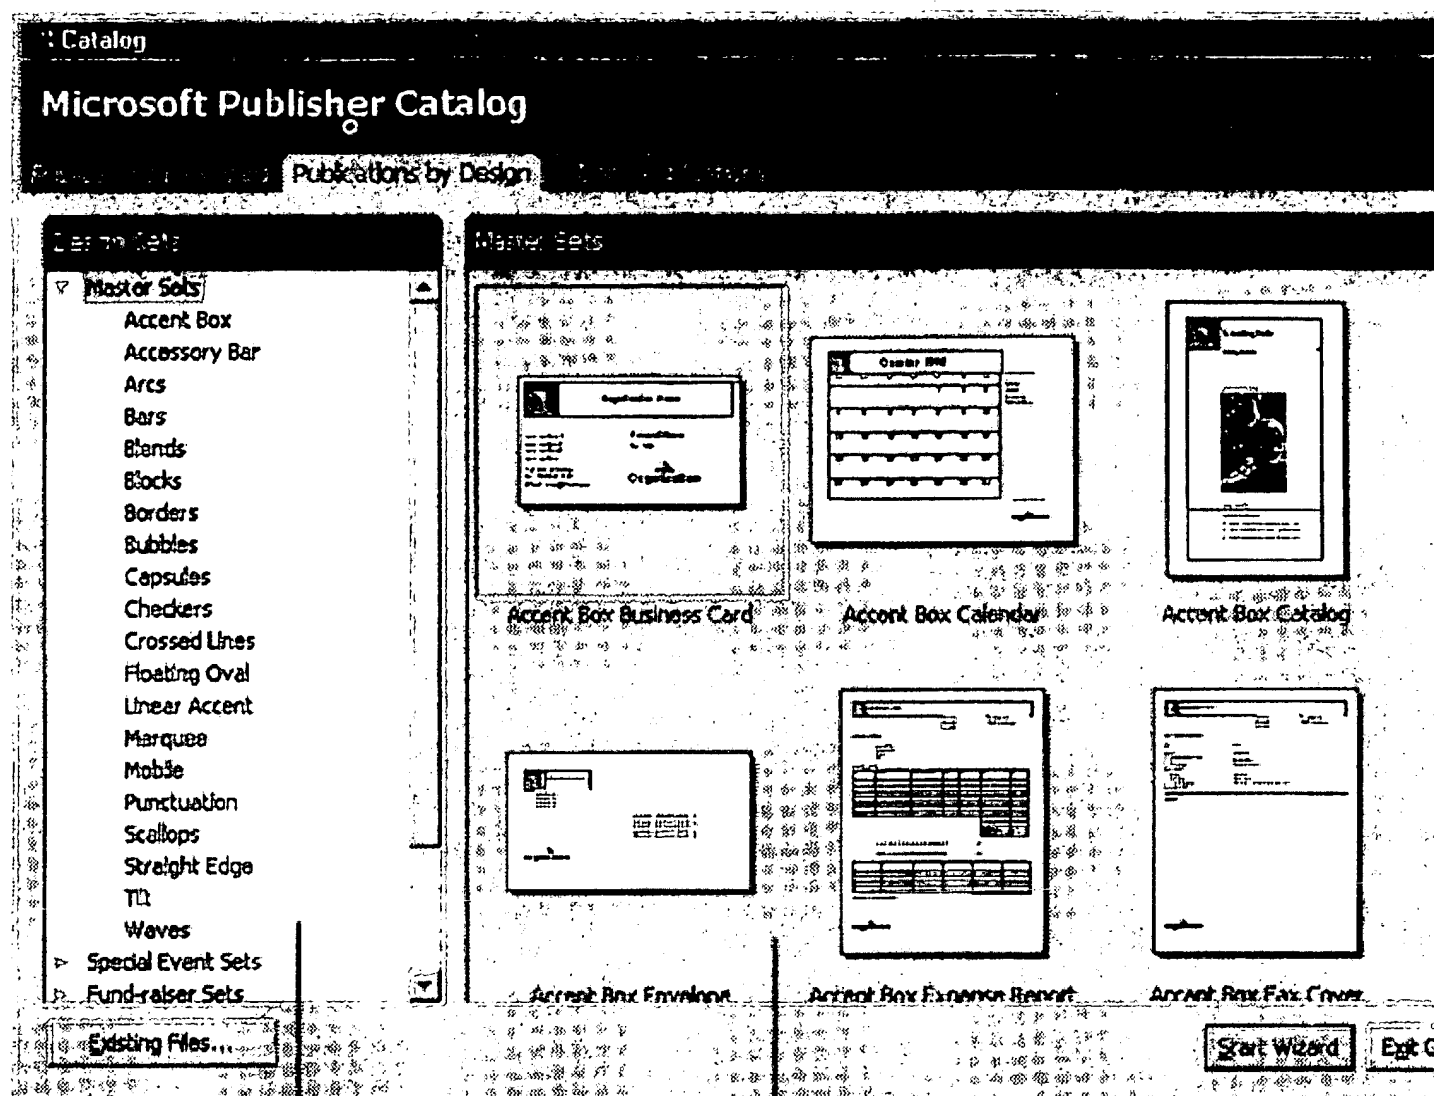 Catalog
Microsoft Publisher Catalog
Publications by Design
Design Sets
Master Sets
Accent Box
Accessory Bar
Arcs
Bars
Blends
Blocks
Borders
Bubbles
Capsules
Checkers
Crossed Lines
Floating Oval
Linear Accent
Marquee
Mobile
Punctuation
Scallops
Straight Edge
Tilt
Waves
Special Event Sets
Fund-raiser Sets
Master Sets
Accent Box Business Card
Accent Box Calendar
Accent Box Catalog
Accent Box Envelope
Accent Box Expense Report
Accent Box Fax Cover
Existing Files...
Start Wizard
Exit